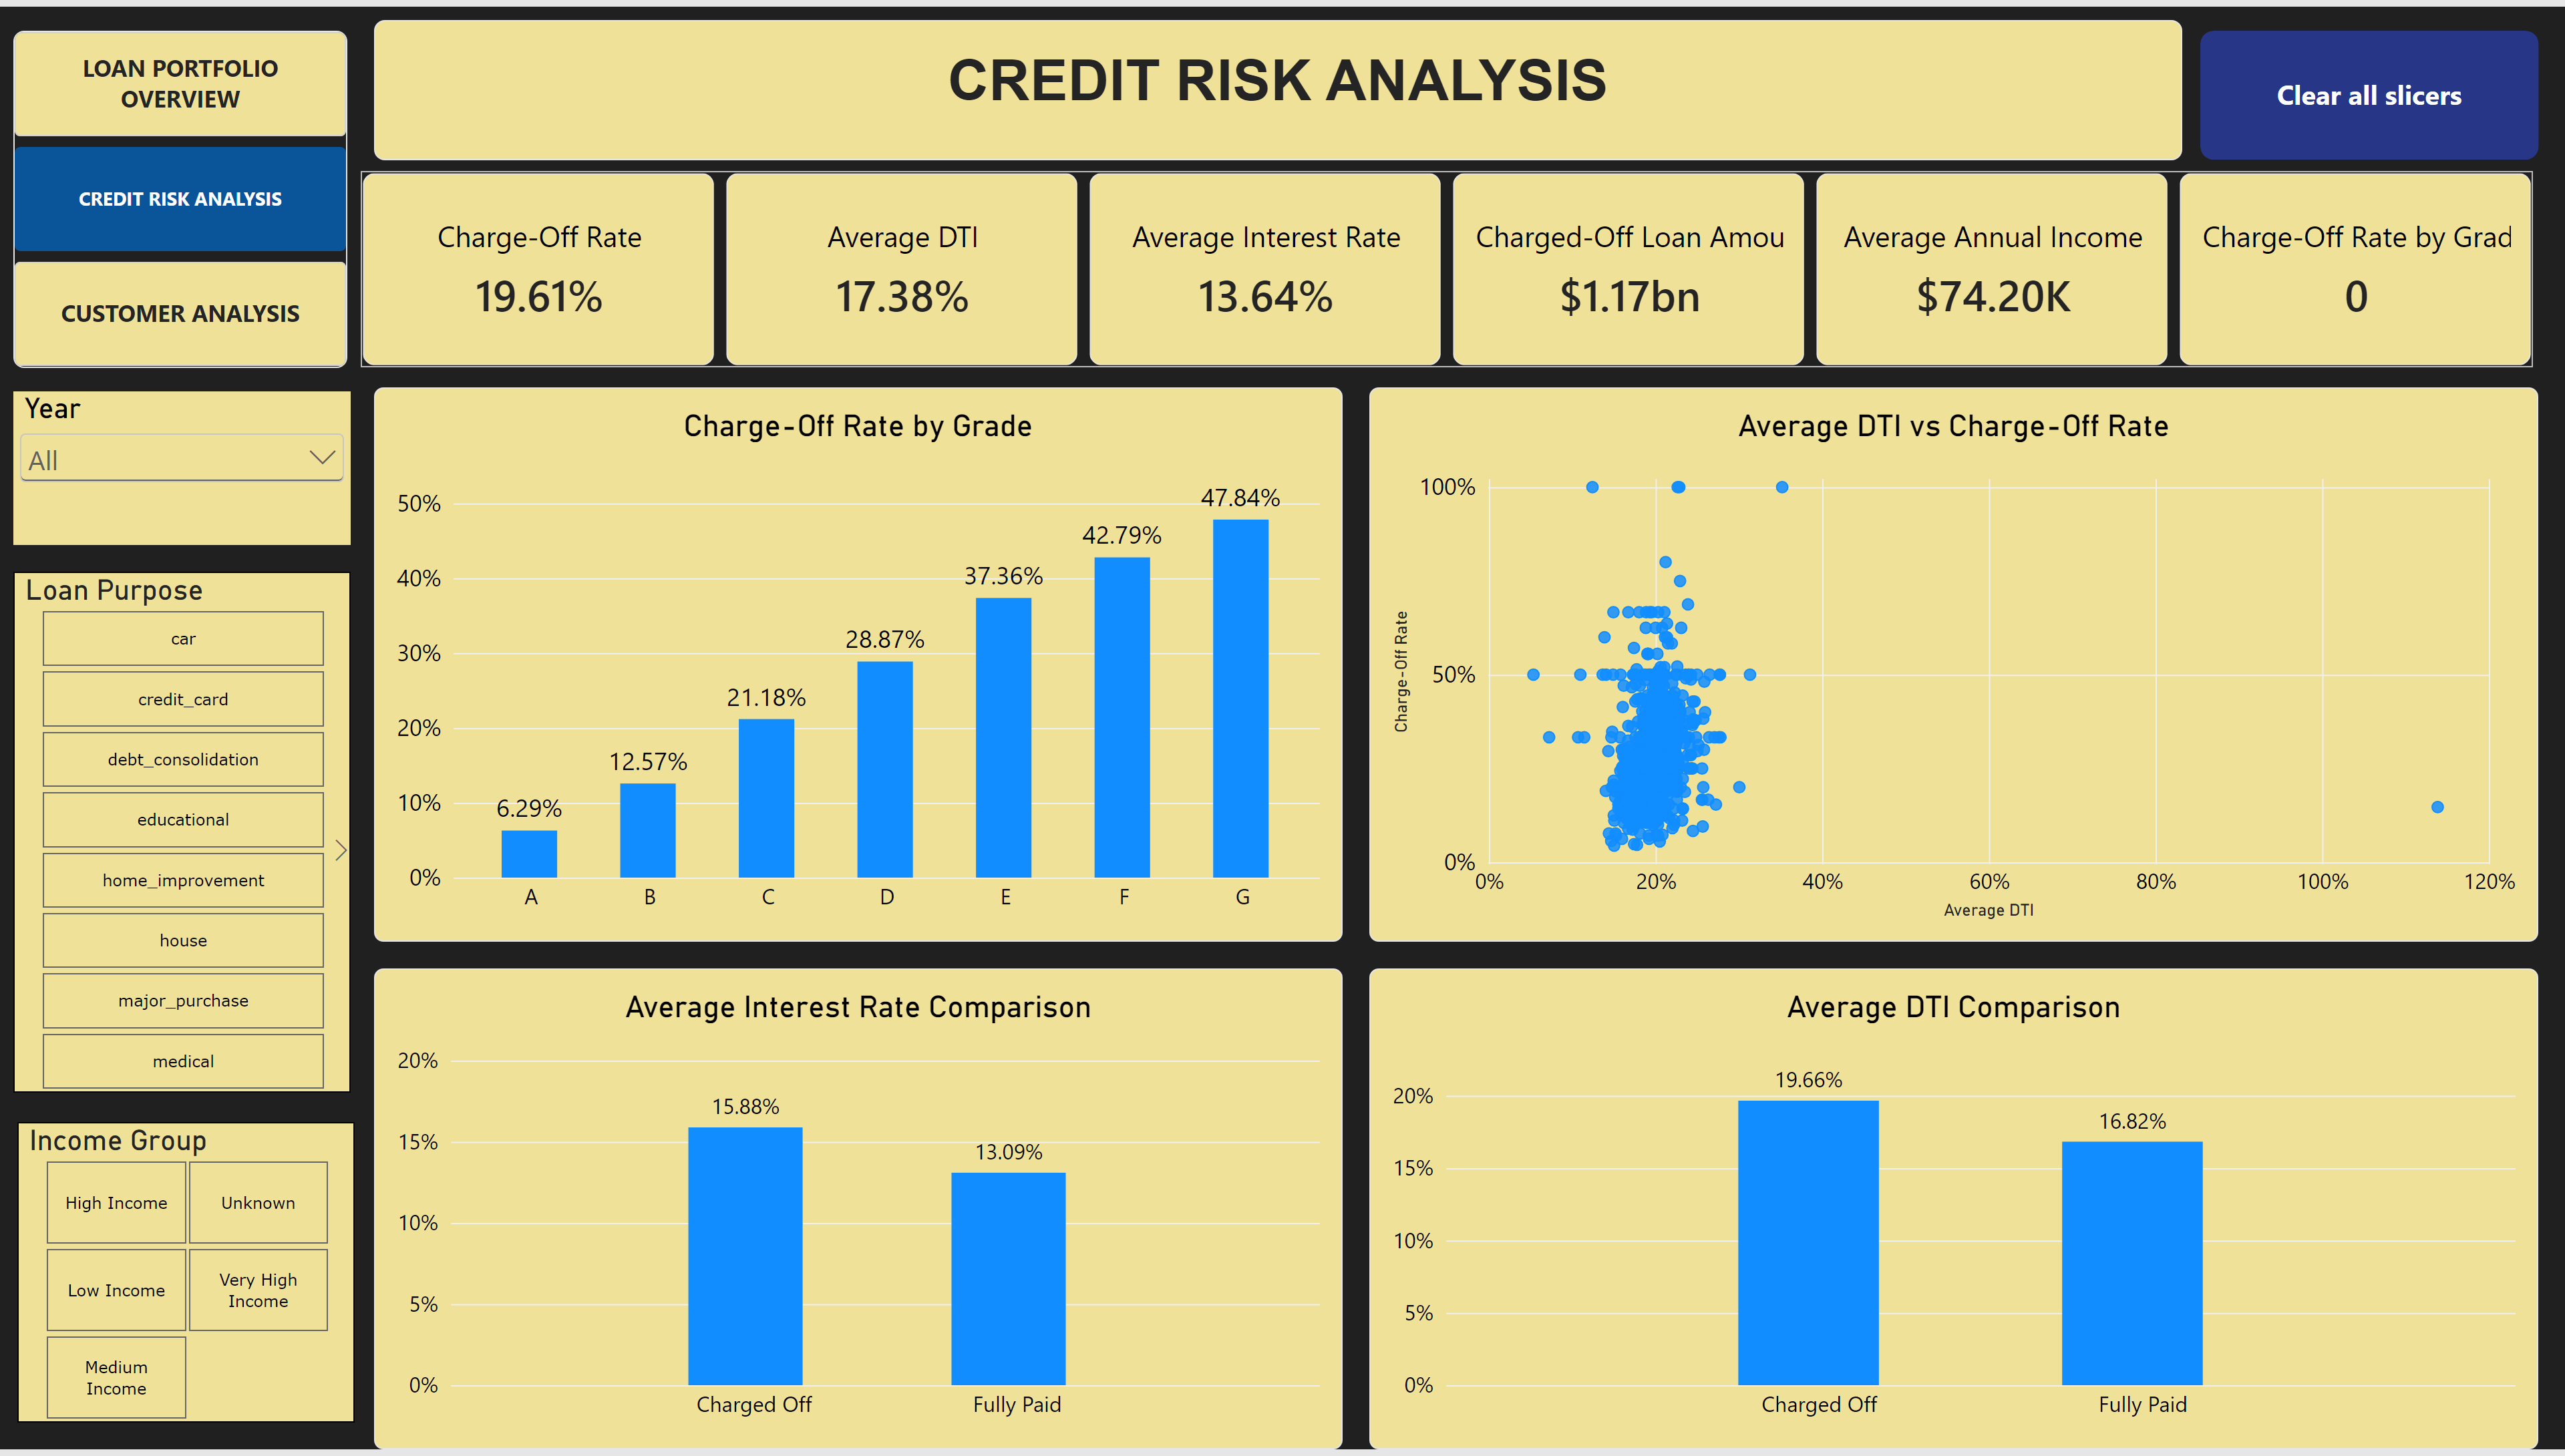 LOAN PORTFOLIO
OVERVIEW
CREDIT RISK ANALYSIS
CUSTOMER ANALYSIS
CREDIT RISK ANALYSIS
Clear all slicers
Charge-Off Rate
19.61%
Average DTI
17.38%
Average Interest Rate
13.64%
Charged-Off Loan Amou
$1.17bn
Average Annual Income
$74.20K
Charge-Off Rate by Grad
0
Year
All
Loan Purpose
car
credit_card
debt_consolidation
educational
home_improvement
house
major_purchase
medical
Income Group
High Income
Unknown
Low Income
Very High
Income
Medium
Income
Charge-Off Rate by Grade
50%
40%
30%
20%
10%
0%
6.29%
12.57%
21.18%
28.87%
37.36%
42.79%
47.84%
A
B
C
D
E
F
G
Average DTI vs Charge-Off Rate
Charge-Off Rate
100%
50%
0%
0%
20%
40%
60%
80%
100%
120%
Average DTI
Average Interest Rate Comparison
20%
15%
10%
5%
0%
15.88%
13.09%
Charged Off
Fully Paid
Average DTI Comparison
20%
15%
10%
5%
0%
19.66%
16.82%
Charged Off
Fully Paid